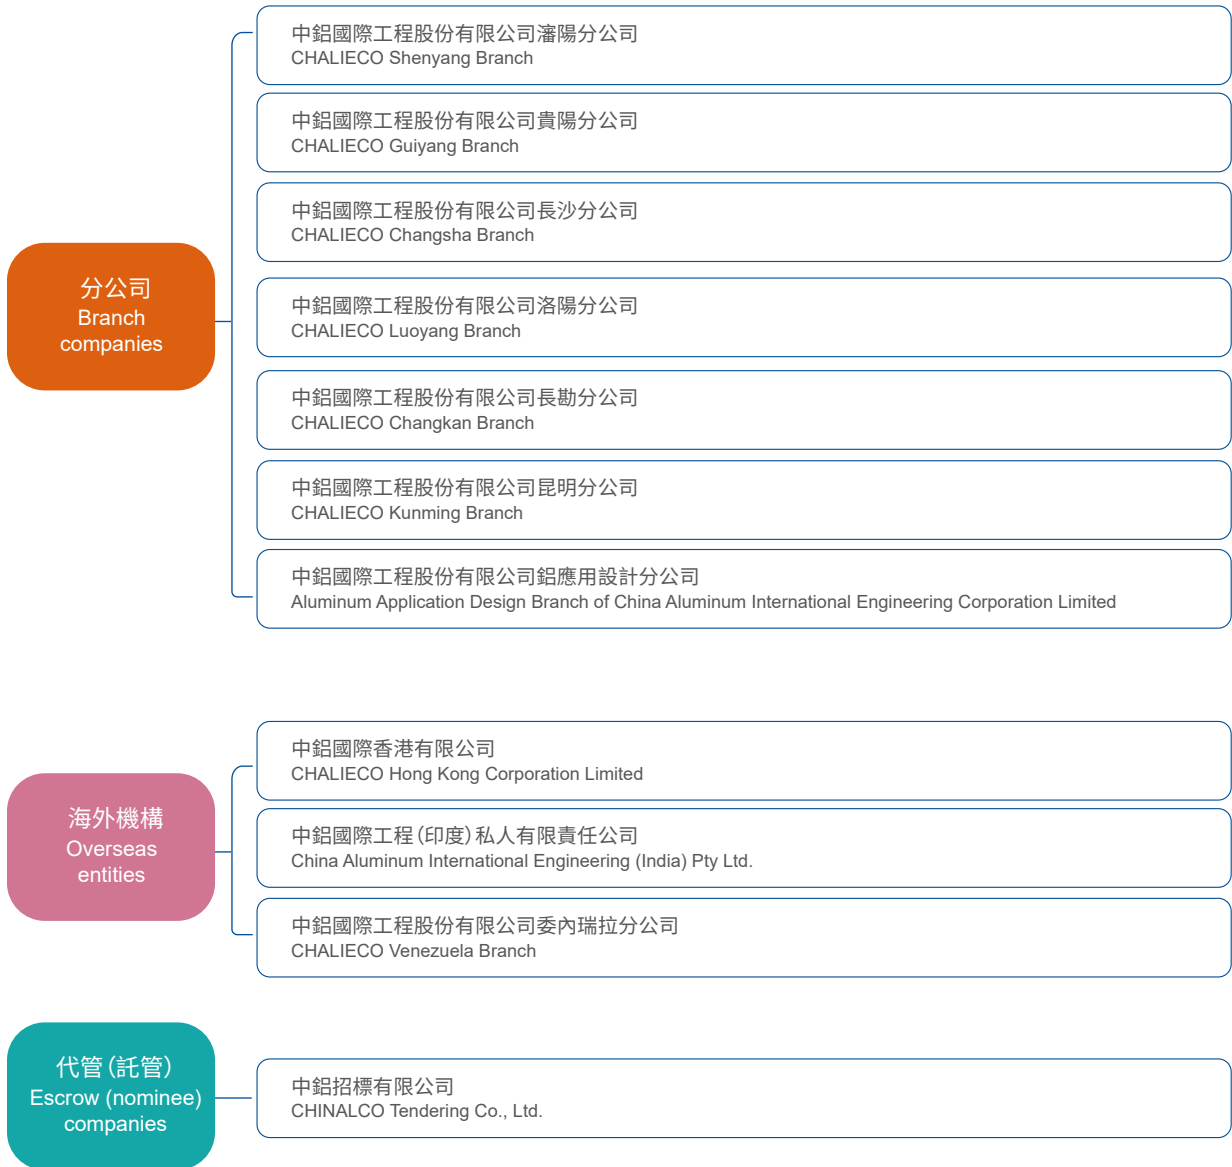 分公司
Branch
companies
中鋁國際工程股份有限公司瀋陽分公司
CHALIECO Shenyang Branch
中鋁國際工程股份有限公司貴陽分公司
CHALIECO Guiyang Branch
中鋁國際工程股份有限公司長沙分公司
CHALIECO Changsha Branch
中鋁國際工程股份有限公司洛陽分公司
CHALIECO Luoyang Branch
中鋁國際工程股份有限公司長勘分公司
CHALIECO Changkan Branch
中鋁國際工程股份有限公司昆明分公司
CHALIECO Kunming Branch
中鋁國際工程股份有限公司鋁應用設計分公司
Aluminum Application Design Branch of China Aluminum International Engineering Corporation Limited
海外機構
Overseas
entities
中鋁國際香港有限公司
CHALIECO Hong Kong Corporation Limited
中鋁國際工程(印度)私人有限責任公司
China Aluminum International Engineering (India) Pty Ltd.
中鋁國際工程股份有限公司委內瑞拉分公司
CHALIECO Venezuela Branch
代管(託管)
Escrow (nominee)
companies
中鋁招標有限公司
CHINALCO Tendering Co., Ltd.